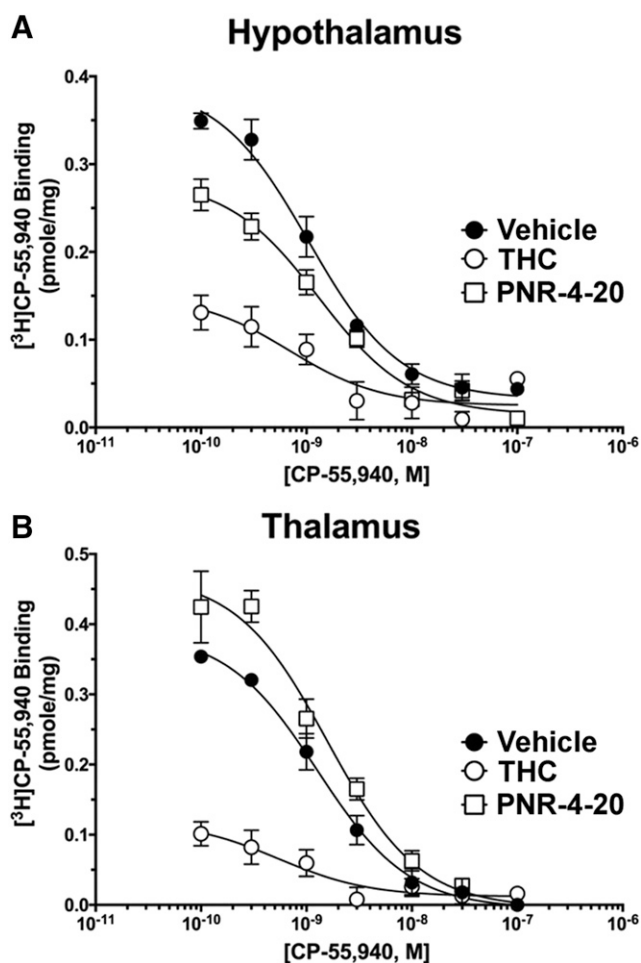 A
Hypothalamus
[³H]CP-55,940 Binding
(pmole/mg)
0.4
0.3
0.2
0.1
0.0
Vehicle
THC
PNR-4-20
10⁻¹¹ 10⁻¹⁰ 10⁻⁹ 10⁻⁸ 10⁻⁷ 10⁻⁶
[CP-55,940, M]
B
Thalamus
[³H]CP-55,940 Binding
(pmole/mg)
0.5
0.4
0.3
0.2
0.1
0.0
Vehicle
THC
PNR-4-20
10⁻¹¹ 10⁻¹⁰ 10⁻⁹ 10⁻⁸ 10⁻⁷ 10⁻⁶
[CP-55,940, M]